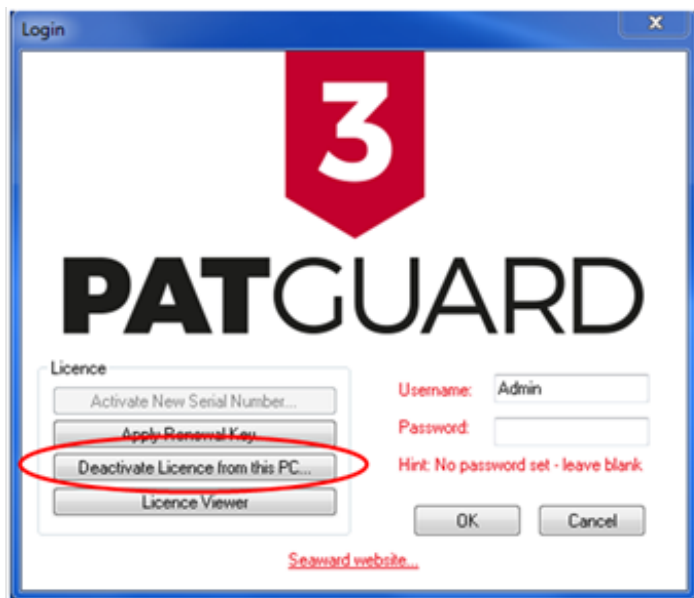 Login
3
PATGUARD
Licence
Activate New Serial Number...
Apply Renewal Key...
Deactivate Licence from this PC...
Licence Viewer
Username: Admin
Password:
Hint: No password set - leave blank
OK Cancel
Seaward website...